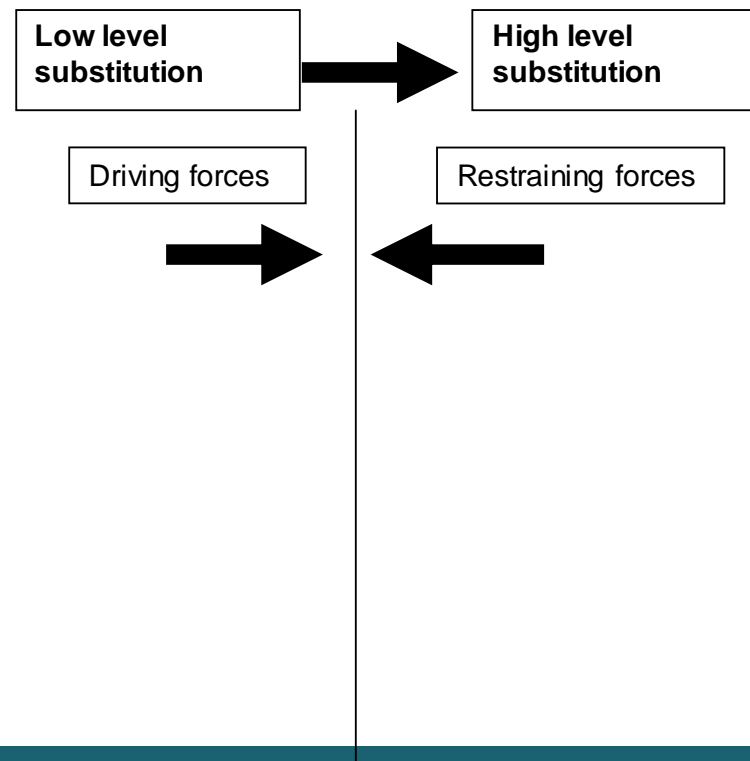 Low level
substitution
High level
substitution
Driving forces
Restraining forces